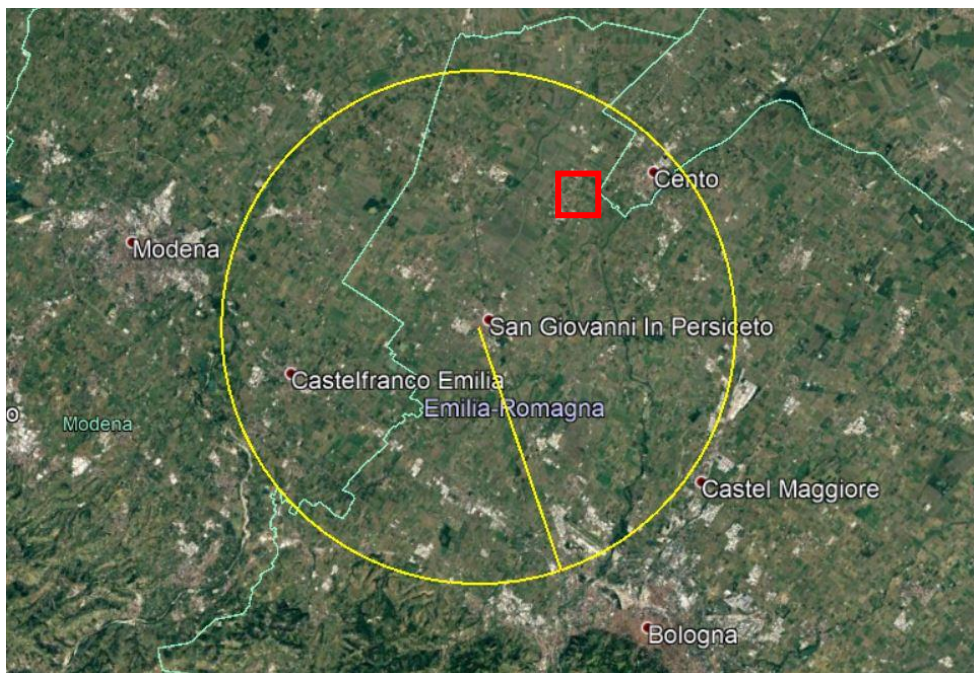 Cento
Modena
San Giovanni In Persiceto
Castelfranco Emilia
Emilia-Romagna
o
Modena
Castel Maggiore
Bologna